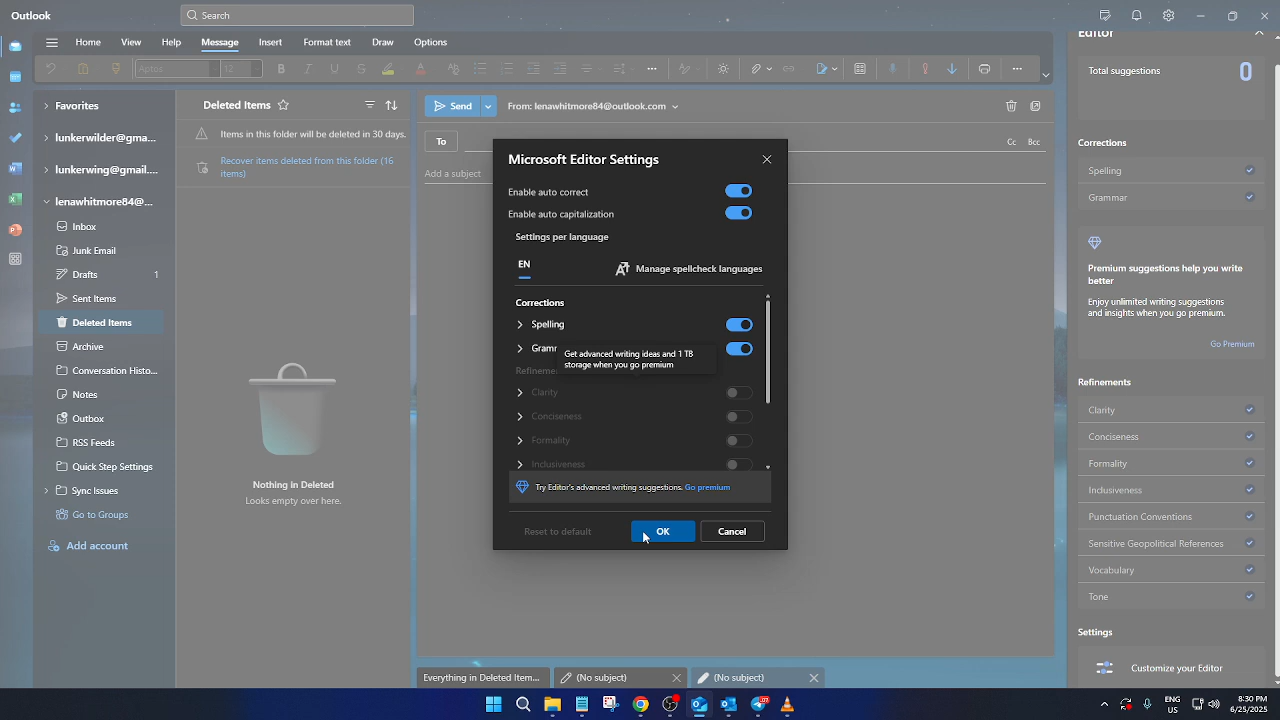 Outlook
Search
Home View Help Message Insert Format text Draw Options
Aptos 12
Favorites
lunkerwilder@gma...
lunkerwing@gmail....
lenawhitmore84@...
Inbox
Junk Email
Drafts 1
Sent Items
Deleted Items
Archive
Conversation Histo...
Notes
Outbox
RSS Feeds
Quick Step Meetings
Sync Issues
Go to Groups
Add account
Deleted Items
Items in this folder will be deleted in 30 days.
Recover items deleted from this folder (16
items)
Nothing in Deleted
Looks empty over here.
Send
From: lenawhitmore84@outlook.com
To
Cc Bcc
Add a subject
Microsoft Editor Settings
Enable auto correct
Enable auto capitalization
Settings per language
EN
Manage spellcheck languages
Corrections
Spelling
Gramm
Get advanced writing ideas and 1 TB
storage when you go premium
Refineme
Clarity
Conciseness
Formality
Inclusiveness
Try Editor's advanced writing suggestions. Go premium
Reset to default
OK
Cancel
Everything in Deleted Item...
(No subject)
(No subject)
Editor
Total suggestions 0
Corrections
Spelling
Grammar
Premium suggestions help you write
better
Enjoy unlimited writing suggestions
and insights when you go premium.
Go Premium
Refinements
Clarity
Conciseness
Formality
Inclusiveness
Punctuation Conventions
Sensitive Geopolitical References
Vocabulary
Tone
Settings
Customize your Editor
ENG
US
8:30 PM
6/25/2025